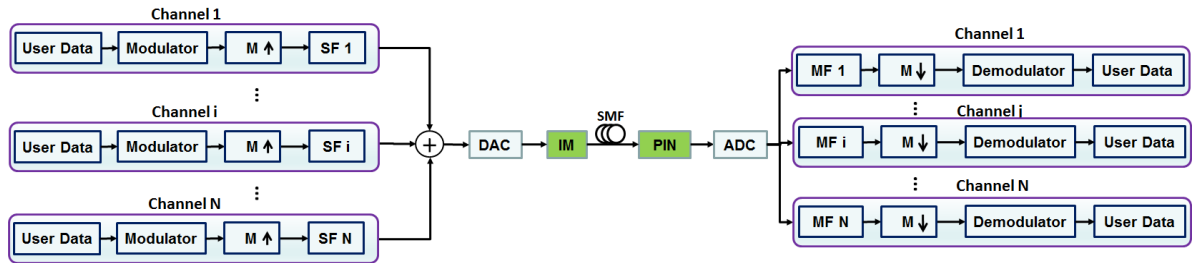 Channel 1
User Data Modulator M ↑ SF 1
...
Channel i
User Data Modulator M ↑ SF i
...
Channel N
User Data Modulator M ↑ SF N
+
DAC
IM
SMF
PIN
ADC
Channel 1
MF 1 M ↓ Demodulator User Data
...
Channel j
MF i M ↓ Demodulator User Data
...
Channel N
MF N M ↓ Demodulator User Data